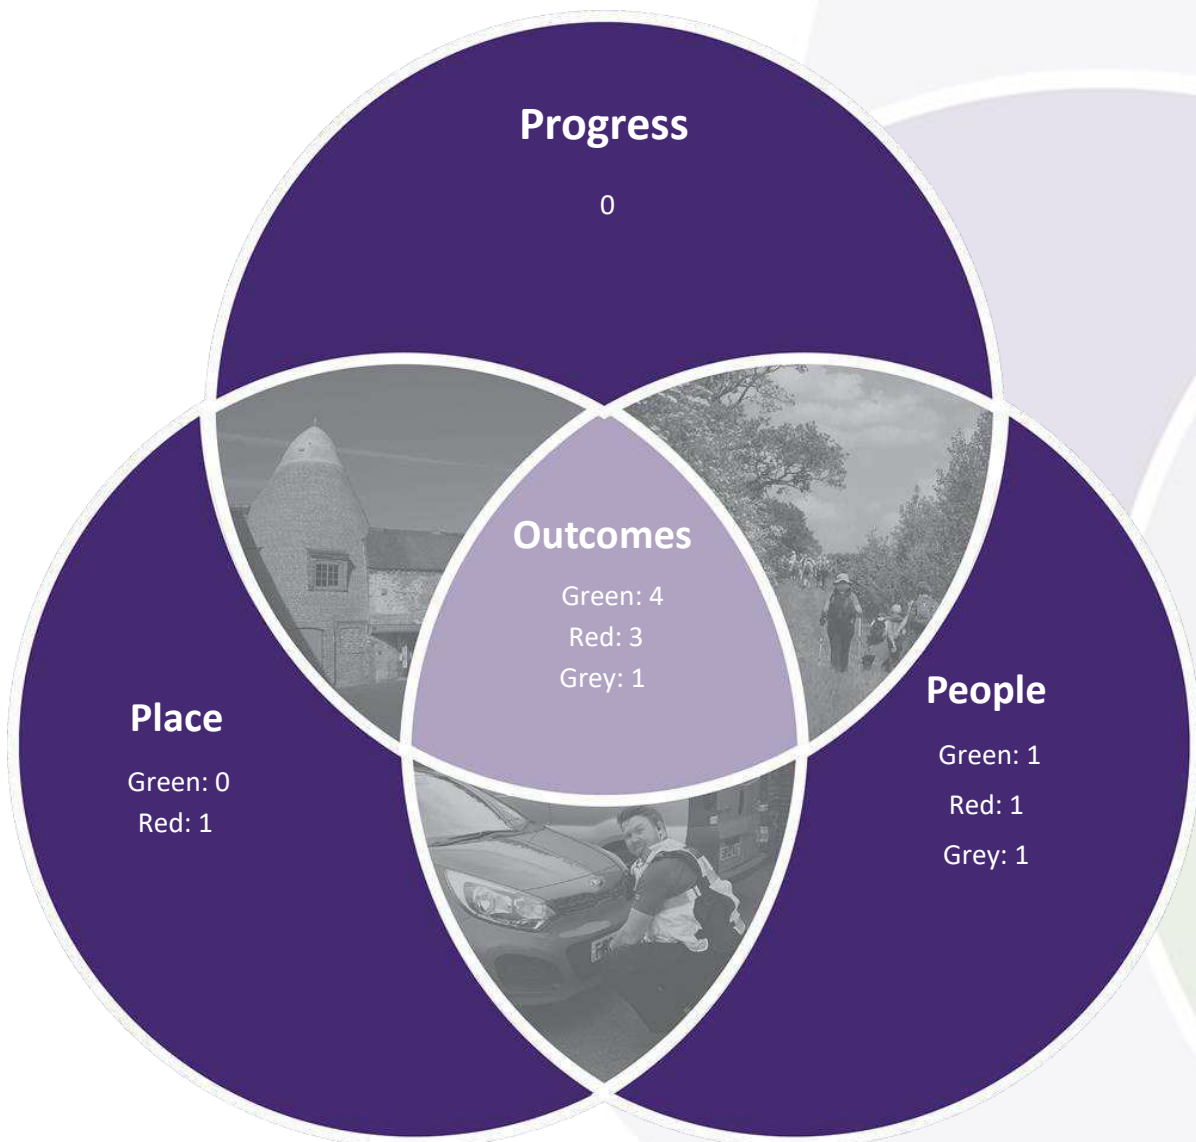 Progress
0
Outcomes
Green: 4
Red: 3
Grey: 1
Place
Green: 0
Red: 1
People
Green: 1
Red: 1
Grey: 1